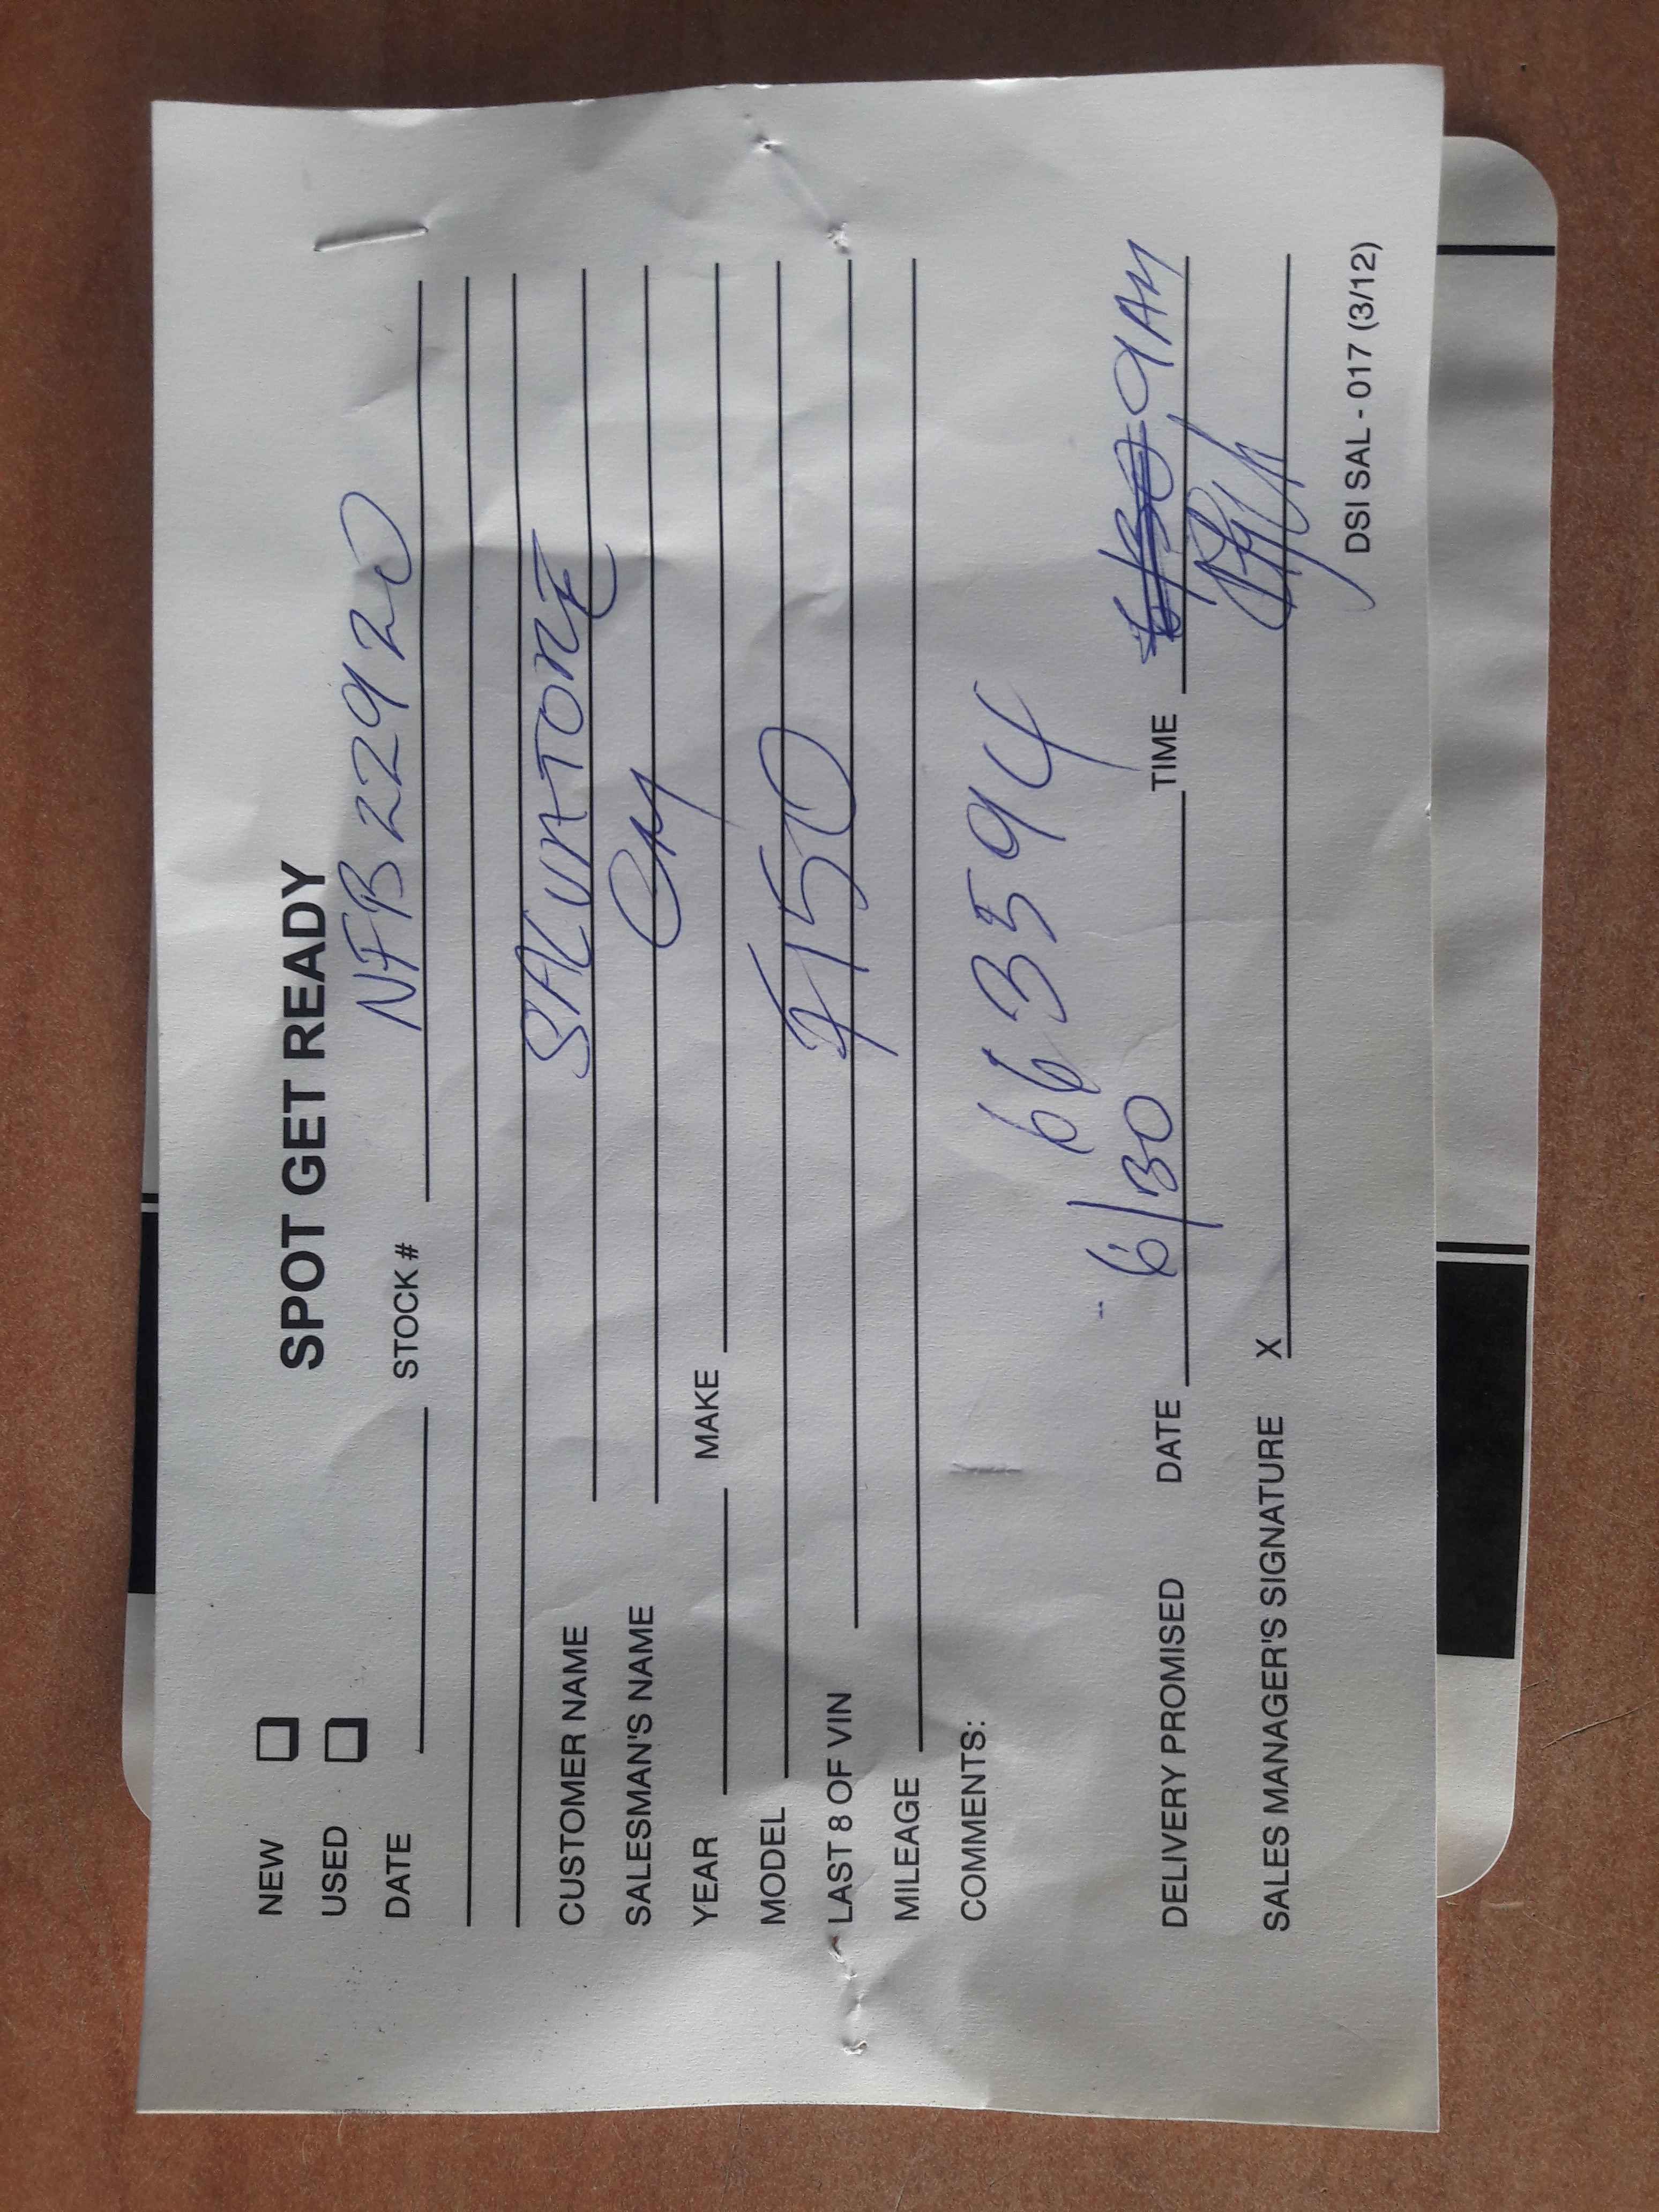 SPOT GET READY
NEW
USED
DATE STOCK # NFB22920
CUSTOMER NAME SALVATORE
SALESMAN'S NAME CM
YEAR MAKE
MODEL F150
LAST 8 OF VIN
MILEAGE
COMMENTS: 663594
DELIVERY PROMISED DATE 6/30 TIME 9AM
SALES MANAGER'S SIGNATURE X
DSI SAL - 017 (3/12)